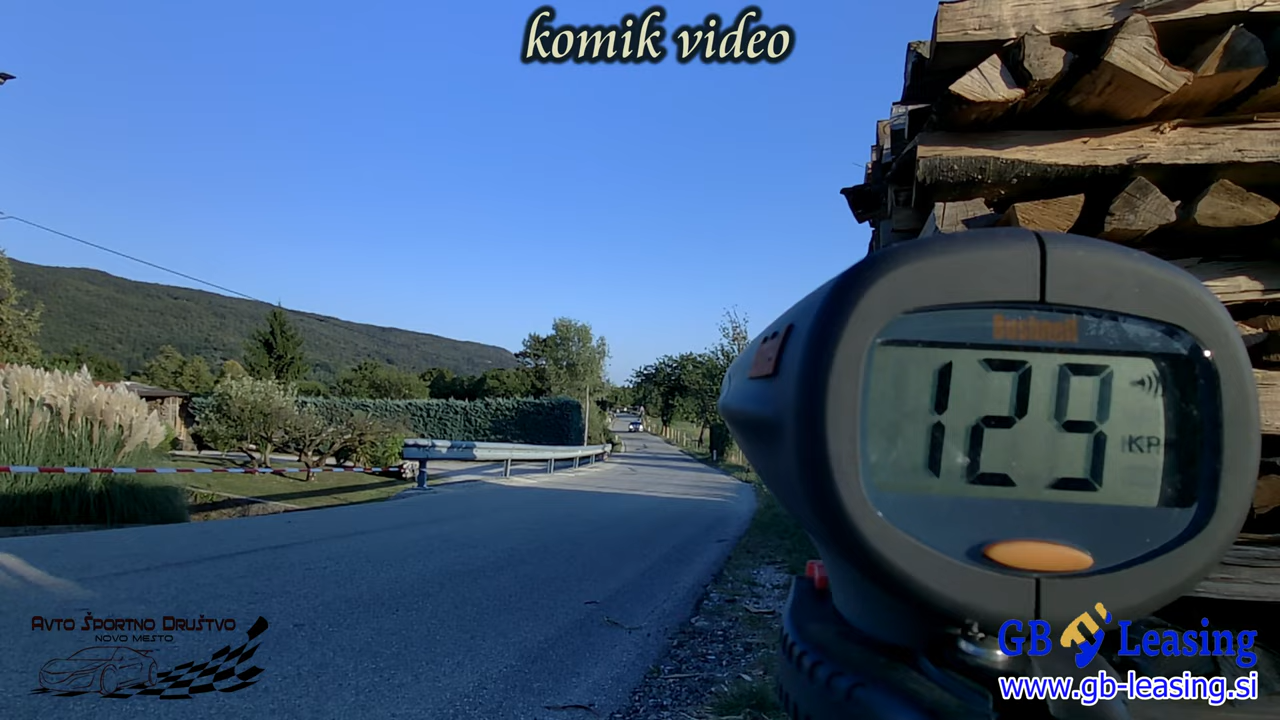 komik video
Bushnell
129
KPH
AVTO ŠPORTNO DRUŠTVO
NOVO MESTO
GB Leasing
www.gb-leasing.si